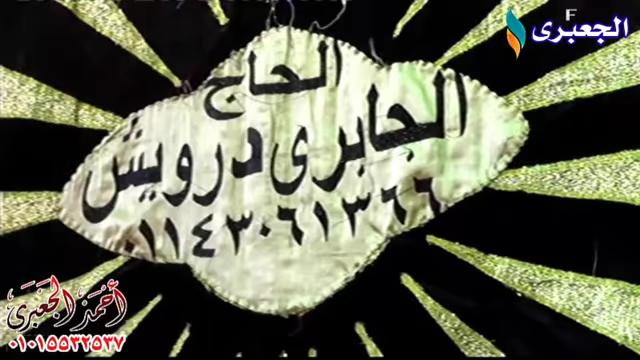 F
الجعبرى
الحاج
الجابرى درويش
٠١١٤٣٠٦١٣٦٦
أحمد الجعبرى
٠١٠١٥٥٣٢٥٣٧